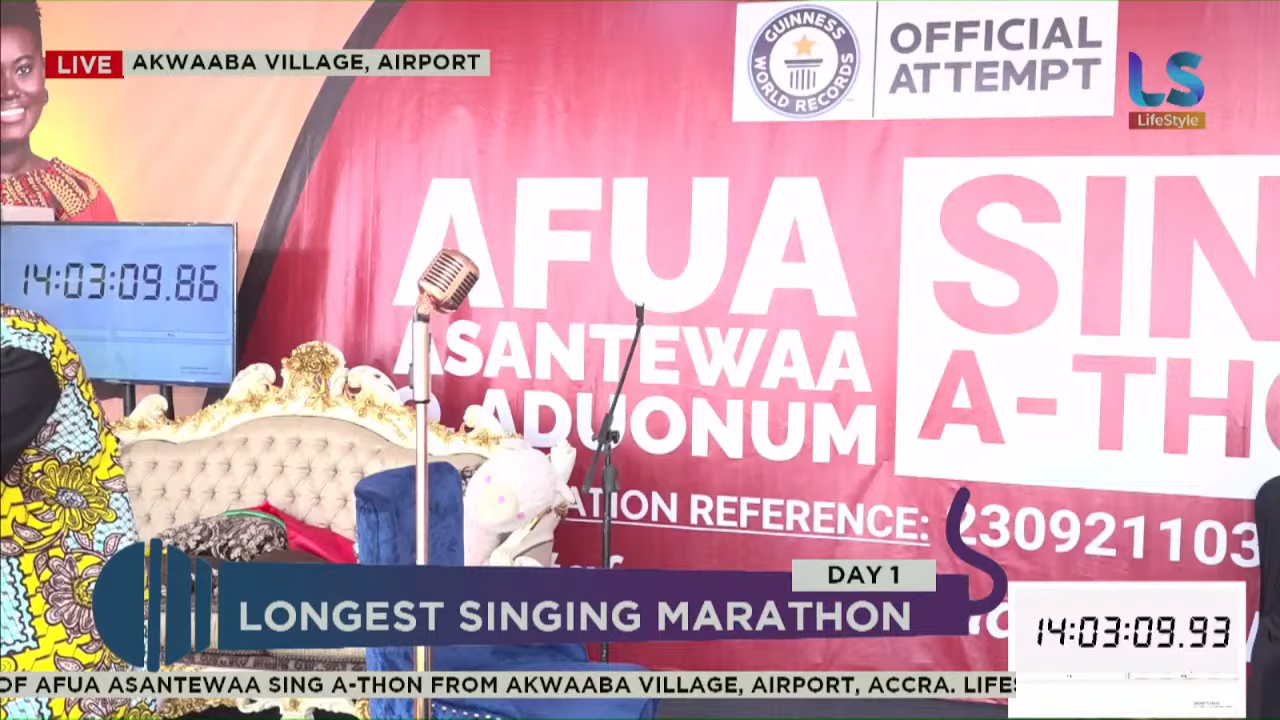 LIVE AKWAABA VILLAGE, AIRPORT
GUINNESS
WORLD RECORDS
OFFICIAL
ATTEMPT
LS
LifeStyle
AFUA
ASANTEWAA
ADUONUM
SIN
A-THO
14:03:09.86
ATION REFERENCE: 230921103
DAY 1
LONGEST SINGING MARATHON
14:03:09.93
OF AFUA ASANTEWAA SING A-THON FROM AKWAABA VILLAGE, AIRPORT, ACCRA. LIFES